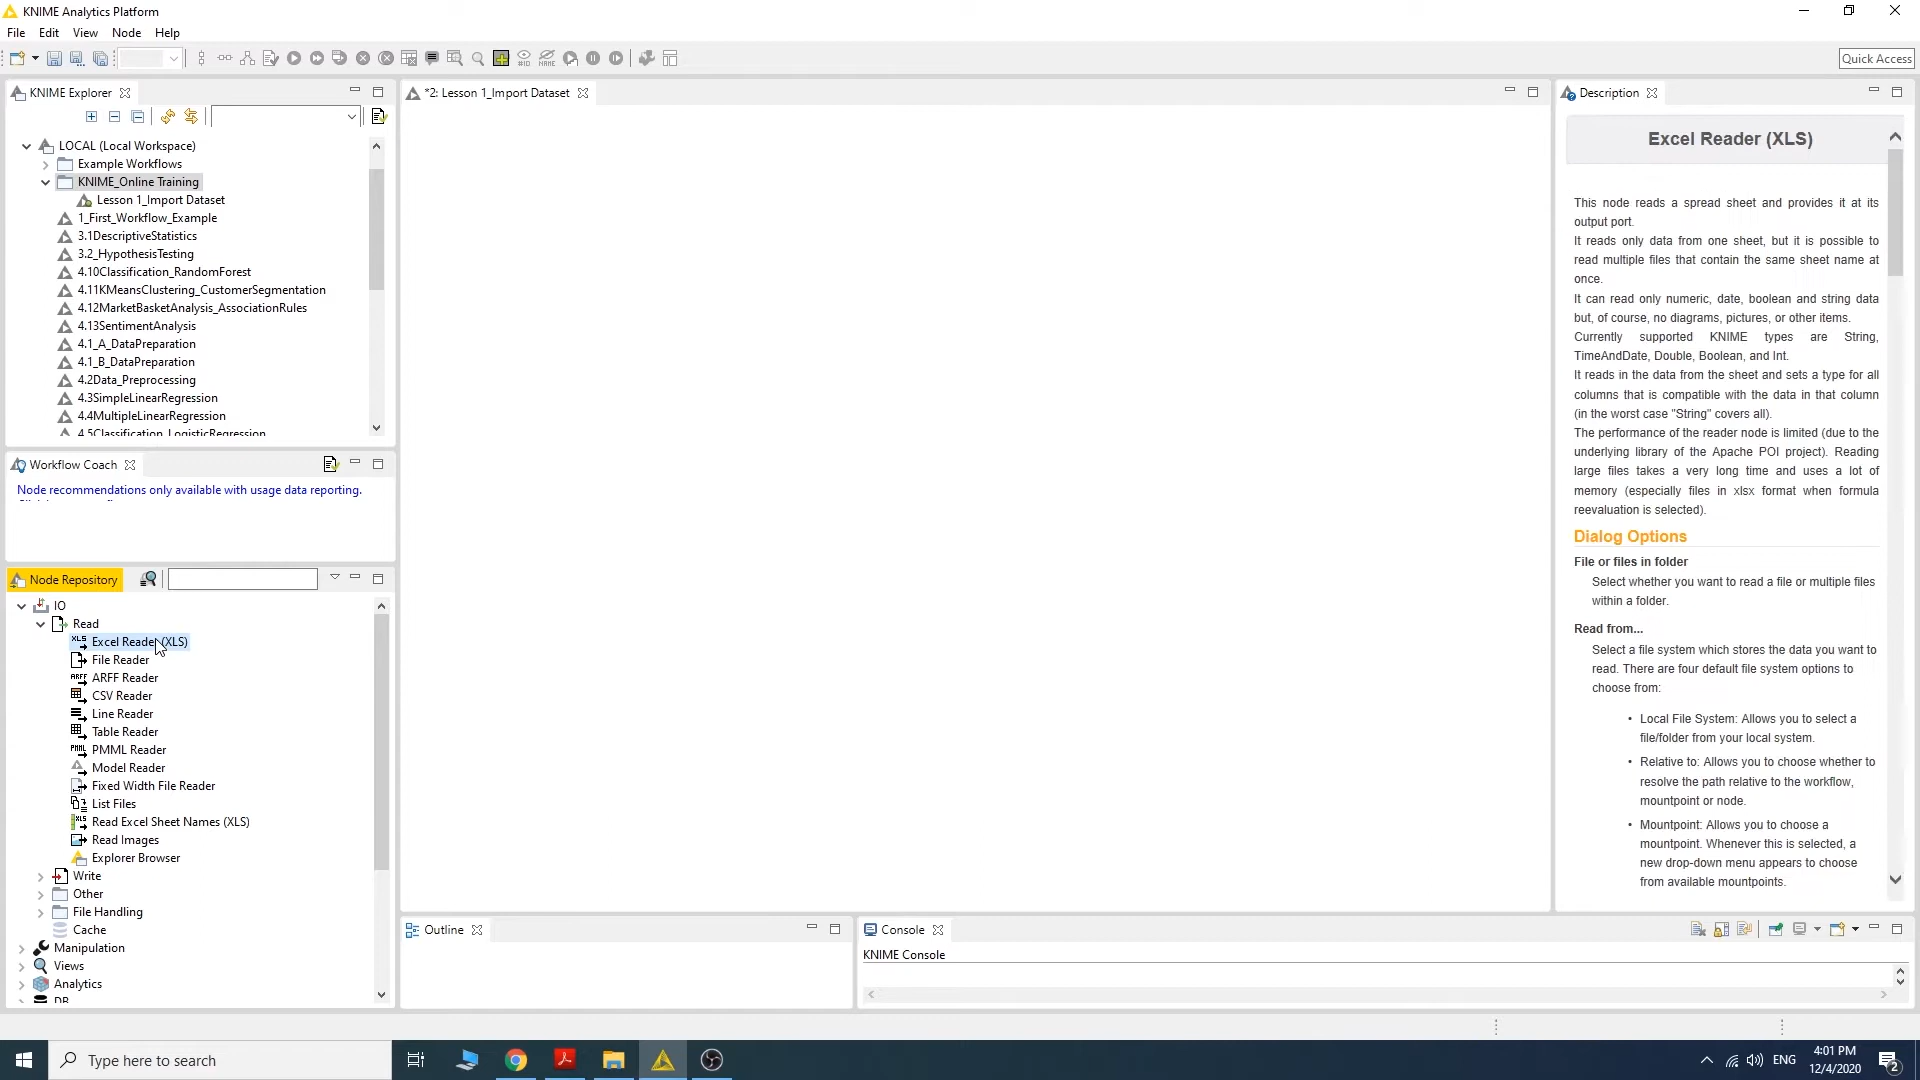 KNIME Analytics Platform
File Edit View Node Help
Quick Access
KNIME Explorer
LOCAL (Local Workspace)
Example Workflows
KNIME_Online Training
Lesson 1_Import Dataset
1_First_Workflow_Example
3.1DescriptiveStatistics
3.2_HypothesisTesting
4.10Classification_RandomForest
4.11KMeansClustering_CustomerSegmentation
4.12MarketBasketAnalysis_AssociationRules
4.13SentimentAnalysis
4.1_A_DataPreparation
4.1_B_DataPreparation
4.2Data_Preprocessing
4.3SimpleLinearRegression
4.4MultipleLinearRegression
4.5Classification_LogisticRegression
Workflow Coach
Node recommendations only available with usage data reporting.
Node Repository
IO
Read
Excel Reader (XLS)
File Reader
ARFF Reader
CSV Reader
Line Reader
Table Reader
PMML Reader
Model Reader
Fixed Width File Reader
List Files
Read Excel Sheet Names (XLS)
Read Images
Explorer Browser
Write
Other
File Handling
Cache
Manipulation
Views
Analytics
DB
*2: Lesson 1_Import Dataset
Outline
Console
KNIME Console
Description
Excel Reader (XLS)
This node reads a spread sheet and provides it at its
output port.
It reads only data from one sheet, but it is possible to
read multiple files that contain the same sheet name at
once.
It can read only numeric, date, boolean and string data
but, of course, no diagrams, pictures, or other items.
Currently supported KNIME types are String,
TimeAndDate, Double, Boolean, and Int.
It reads in the data from the sheet and sets a type for all
columns that is compatible with the data in that column
(in the worst case "String" covers all).
The performance of the reader node is limited (due to the
underlying library of the Apache POI project). Reading
large files takes a very long time and uses a lot of
memory (especially files in xlsx format when formula
reevaluation is selected).
Dialog Options
File or files in folder
Select whether you want to read a file or multiple files
within a folder.
Read from...
Select a file system which stores the data you want to
read. There are four default file system options to
choose from:
• Local File System: Allows you to select a
file/folder from your local system.
• Relative to: Allows you to choose whether to
resolve the path relative to the workflow,
mountpoint or node.
• Mountpoint: Allows you to choose a
mountpoint. Whenever this is selected, a
new drop-down menu appears to choose
from available mountpoints.
Type here to search
ENG
4:01 PM
12/4/2020
2